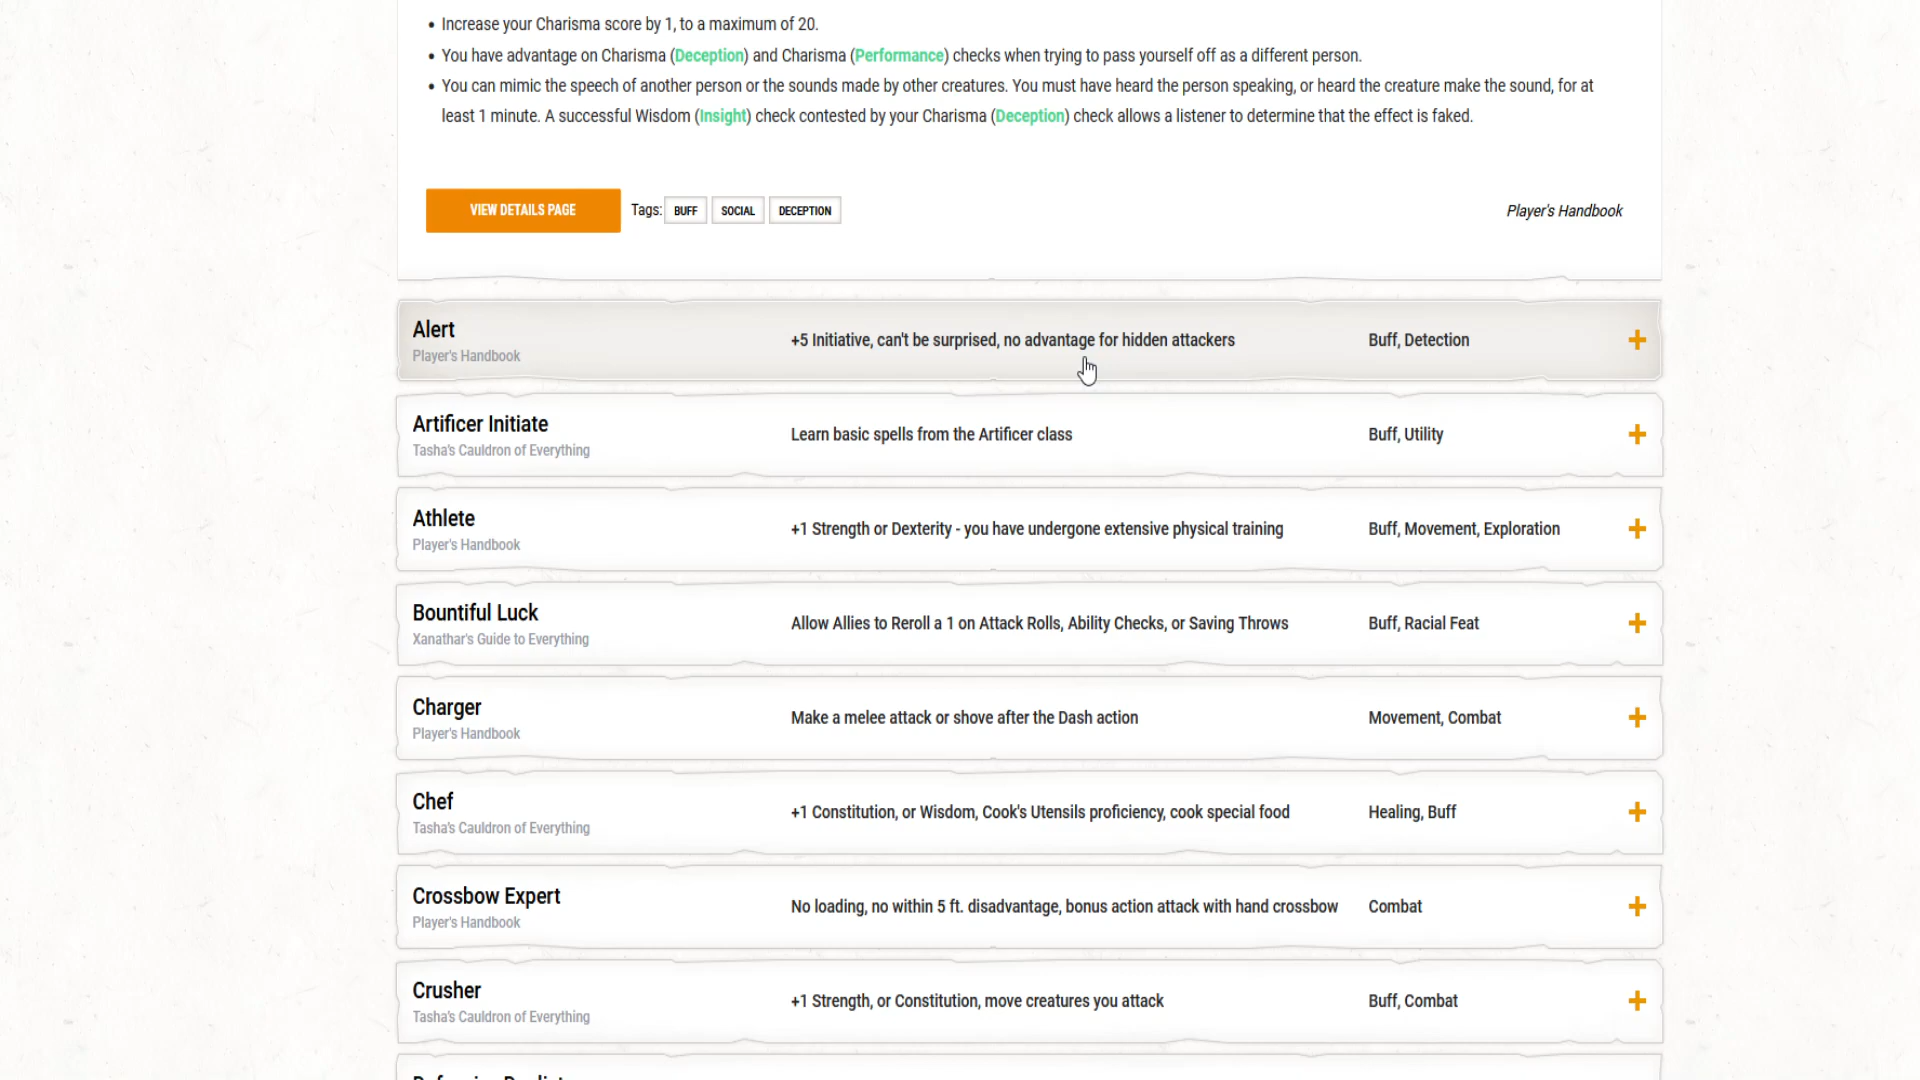 • Increase your Charisma score by 1, to a maximum of 20.
• You have advantage on Charisma (Deception) and Charisma (Performance) checks when trying to pass yourself off as a different person.
• You can mimic the speech of another person or the sounds made by other creatures. You must have heard the person speaking, or heard the creature make the sound, for at
least 1 minute. A successful Wisdom (Insight) check contested by your Charisma (Deception) check allows a listener to determine that the effect is faked.
VIEW DETAILS PAGE Tags: BUFF SOCIAL DECEPTION Player's Handbook
Alert
Player's Handbook
+5 Initiative, can't be surprised, no advantage for hidden attackers
Buff, Detection
Artificer Initiate
Tasha's Cauldron of Everything
Learn basic spells from the Artificer class
Buff, Utility
Athlete
Player's Handbook
+1 Strength or Dexterity - you have undergone extensive physical training
Buff, Movement, Exploration
Bountiful Luck
Xanathar's Guide to Everything
Allow Allies to Reroll a 1 on Attack Rolls, Ability Checks, or Saving Throws
Buff, Racial Feat
Charger
Player's Handbook
Make a melee attack or shove after the Dash action
Movement, Combat
Chef
Tasha's Cauldron of Everything
+1 Constitution, or Wisdom, Cook's Utensils proficiency, cook special food
Healing, Buff
Crossbow Expert
Player's Handbook
No loading, no within 5 ft. disadvantage, bonus action attack with hand crossbow
Combat
Crusher
Tasha's Cauldron of Everything
+1 Strength, or Constitution, move creatures you attack
Buff, Combat